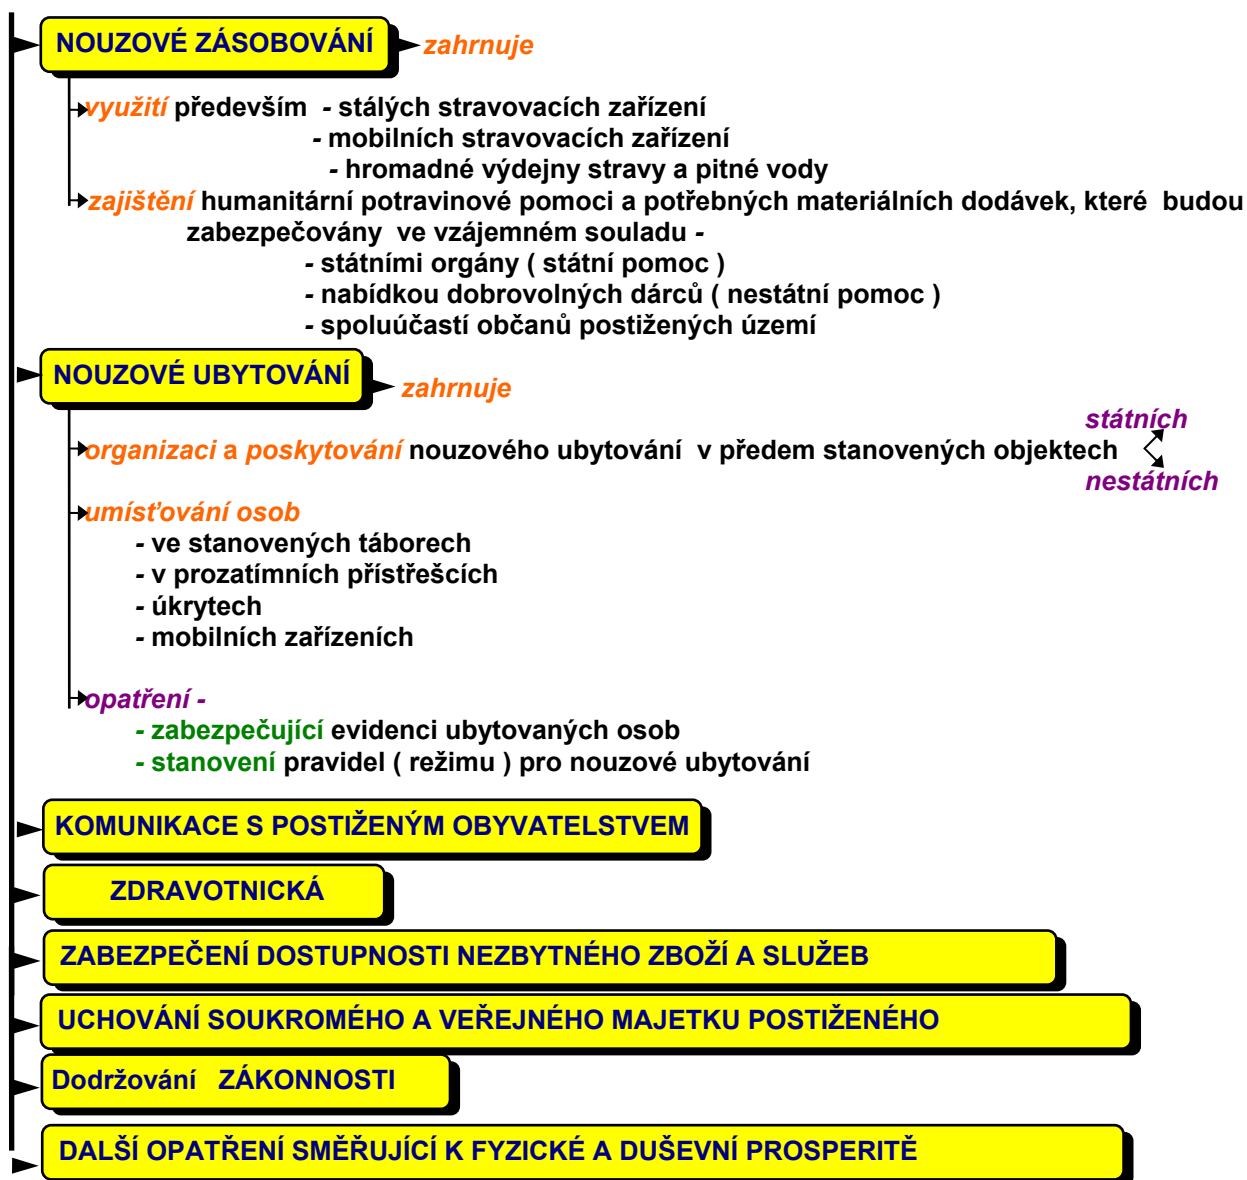 NOUZOVÉ ZÁSOBOVÁNÍ zahrnuje
využití především - stálých stravovacích zařízení
- mobilních stravovacích zařízení
- hromadné výdejny stravy a pitné vody
zajištění humanitární potravinové pomoci a potřebných materiálních dodávek, které budou
zabezpečovány ve vzájemném souladu -
- státními orgány ( státní pomoc )
- nabídkou dobrovolných dárců ( nestátní pomoc )
- spoluúčastí občanů postižených území
NOUZOVÉ UBYTOVÁNÍ zahrnuje
státních
organizaci a poskytování nouzového ubytování v předem stanovených objektech
nestátních
umísťování osob
- ve stanovených táborech
- v prozatímních přístřešcích
- úkrytech
- mobilních zařízeních
opatření -
- zabezpečující evidenci ubytovaných osob
- stanovení pravidel ( režimu ) pro nouzové ubytování
KOMUNIKACE S POSTIŽENÝM OBYVATELSTVEM
ZDRAVOTNICKÁ
ZABEZPEČENÍ DOSTUPNOSTI NEZBYTNÉHO ZBOŽÍ A SLUŽEB
UCHOVÁNÍ SOUKROMÉHO A VEŘEJNÉHO MAJETKU POSTIŽENÉHO
Dodržování ZÁKONNOSTI
DALŠÍ OPATŘENÍ SMĚŘUJÍCÍ K FYZICKÉ A DUŠEVNÍ PROSPERITĚ